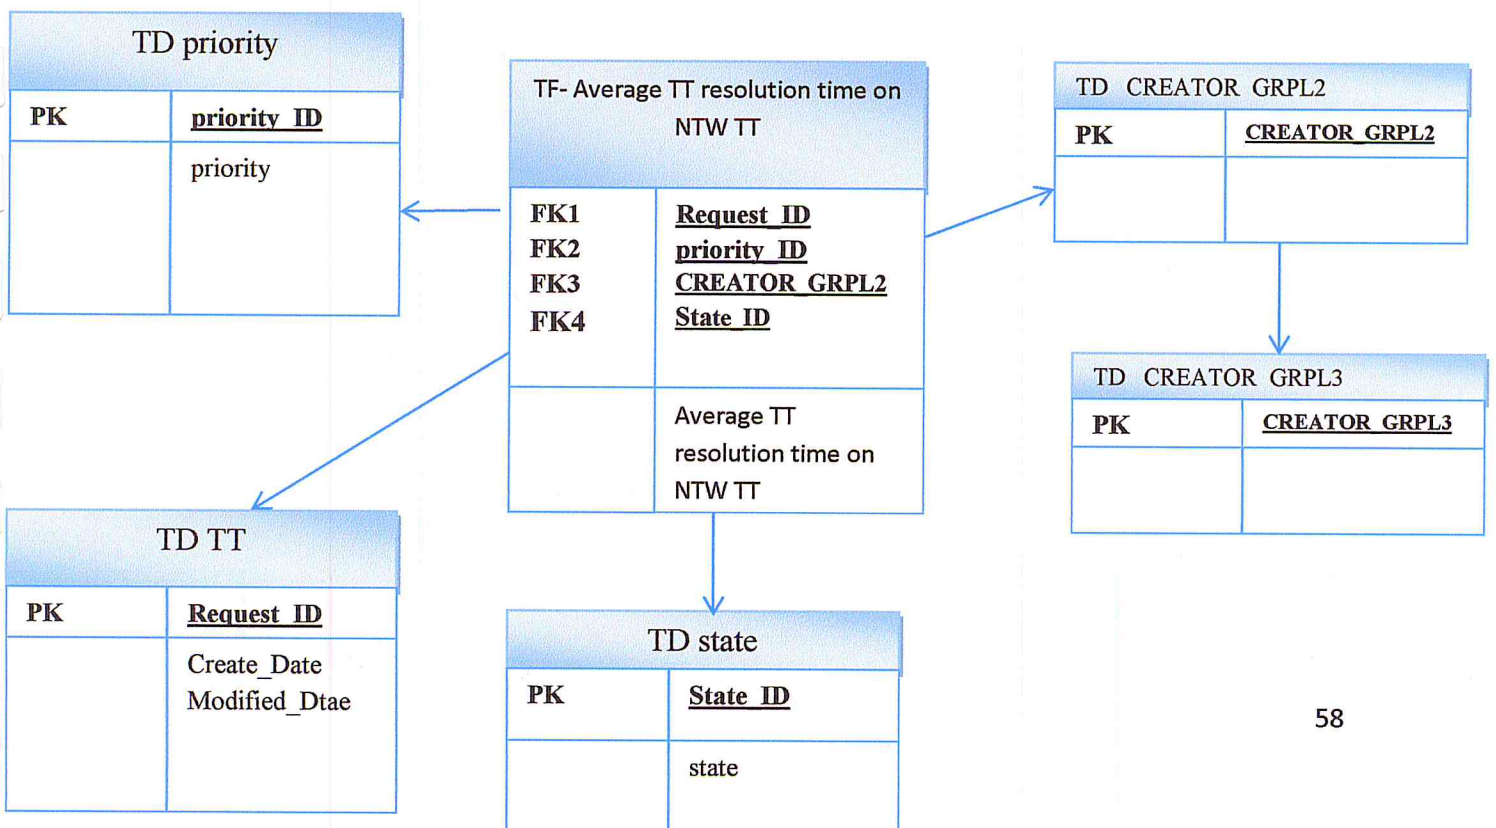 TD priority
PK priority_ID
priority
TF- Average TT resolution time on
NTW TT
FK1 Request_ID
FK2 priority_ID
FK3 CREATOR_GRPL2
FK4 State_ID
Average TT
resolution time on
NTW TT
TD CREATOR GRPL2
PK CREATOR_GRPL2
TD CREATOR GRPL3
PK CREATOR_GRPL3
TD TT
PK Request_ID
Create_Date
Modified_Dtae
TD state
PK State_ID
state
58